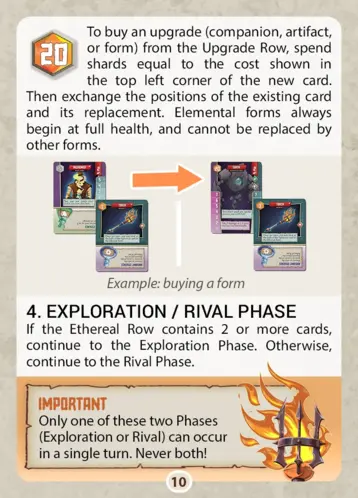 20
To buy an upgrade (companion, artifact,
or form) from the Upgrade Row, spend
shards equal to the cost shown in
the top left corner of the new card.
Then exchange the positions of the existing card
and its replacement. Elemental forms always
begin at full health, and cannot be replaced by
other forms.
Example: buying a form
4. EXPLORATION / RIVAL PHASE
If the Ethereal Row contains 2 or more cards,
continue to the Exploration Phase. Otherwise,
continue to the Rival Phase.
IMPORTANT
Only one of these two Phases
(Exploration or Rival) can occur
in a single turn. Never both!
10